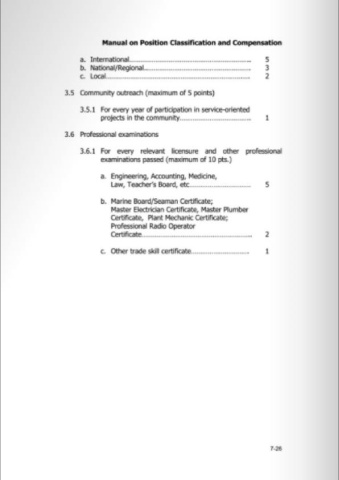 Manual on Position Classification and Compensation
a. International........................................................ 5
b. National/Regional................................................. 3
c. Local................................................................... 2
3.5 Community outreach (maximum of 5 points)
3.5.1 For every year of participation in service-oriented
projects in the community................................. 1
3.6 Professional examinations
3.6.1 For every relevant licensure and other professional
examinations passed (maximum of 10 pts.)
a. Engineering, Accounting, Medicine,
Law, Teacher's Board, etc............................ 5
b. Marine Board/Seaman Certificate;
Master Electrician Certificate, Master Plumber
Certificate, Plant Mechanic Certificate;
Professional Radio Operator
Certificate.................................................. 2
c. Other trade skill certificate........................... 1
7-26